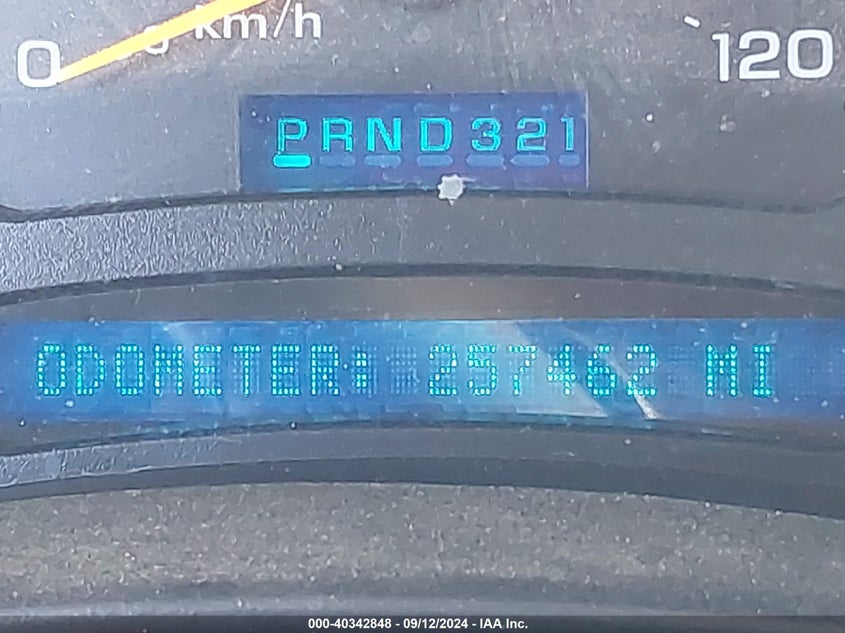 0 km/h 120
PRND321
ODOMETER: 257462 MI
000-40342848 - 09/12/2024 - IAA Inc.